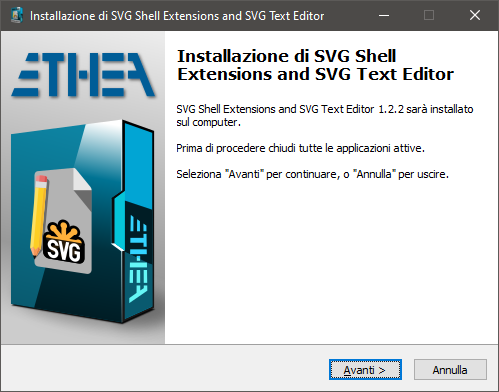 Installazione di SVG Shell Extensions and SVG Text Editor
ETHEA
Installazione di SVG Shell
Extensions and SVG Text Editor
SVG Shell Extensions and SVG Text Editor 1.2.2 sarà installato
sul computer.
Prima di procedere chiudi tutte le applicazioni attive.
Seleziona "Avanti" per continuare, o "Annulla" per uscire.
SVG
ETHEA
Avanti >
Annulla